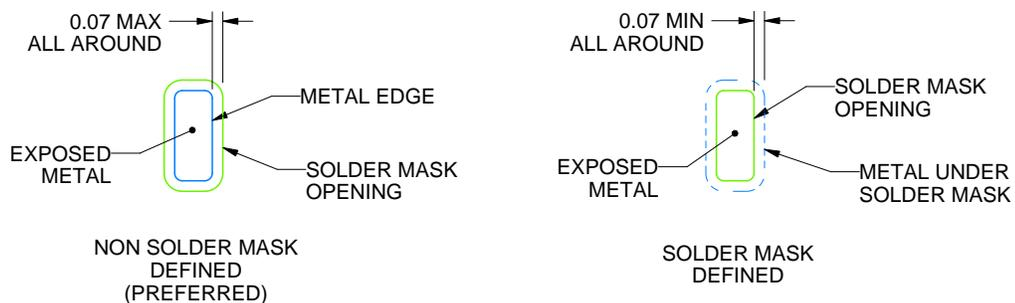 0.07 MAX
ALL AROUND
METAL EDGE
EXPOSED
METAL
SOLDER MASK
OPENING
NON SOLDER MASK
DEFINED
(PREFERRED)
0.07 MIN
ALL AROUND
SOLDER MASK
OPENING
EXPOSED
METAL
METAL UNDER
SOLDER MASK
SOLDER MASK
DEFINED